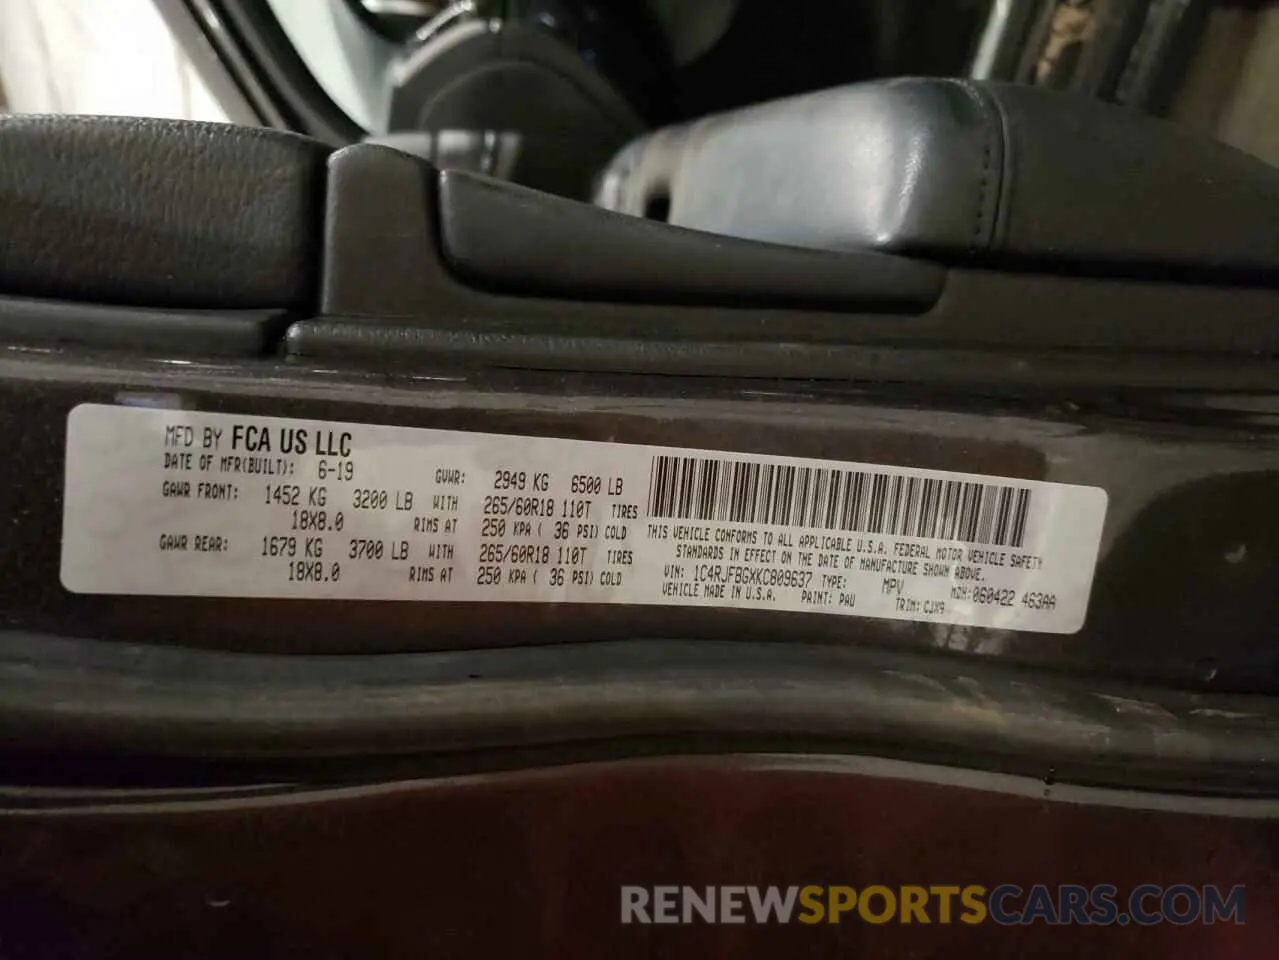 MFD BY FCA US LLC
DATE OF MFR(BUILT): 6-19 GVWR: 2949 KG 6500 LB
GAWR FRONT: 1452 KG 3200 LB WITH 265/60R18 110T TIRES
18X8.0 RIMS AT 250 KPA ( 36 PSI) COLD
GAWR REAR: 1679 KG 3700 LB WITH 265/60R18 110T TIRES
18X8.0 RIMS AT 250 KPA ( 36 PSI) COLD
THIS VEHICLE CONFORMS TO ALL APPLICABLE U.S.A. FEDERAL MOTOR VEHICLE SAFETY
STANDARDS IN EFFECT ON THE DATE OF MANUFACTURE SHOWN ABOVE.
VIN: 1C4RJFBGXKC809637 TYPE: MPV MDH:060422 463AA
VEHICLE MADE IN U.S.A. PAINT: PAU TRIM: CJX9
RENEWSPORTSCARS.COM